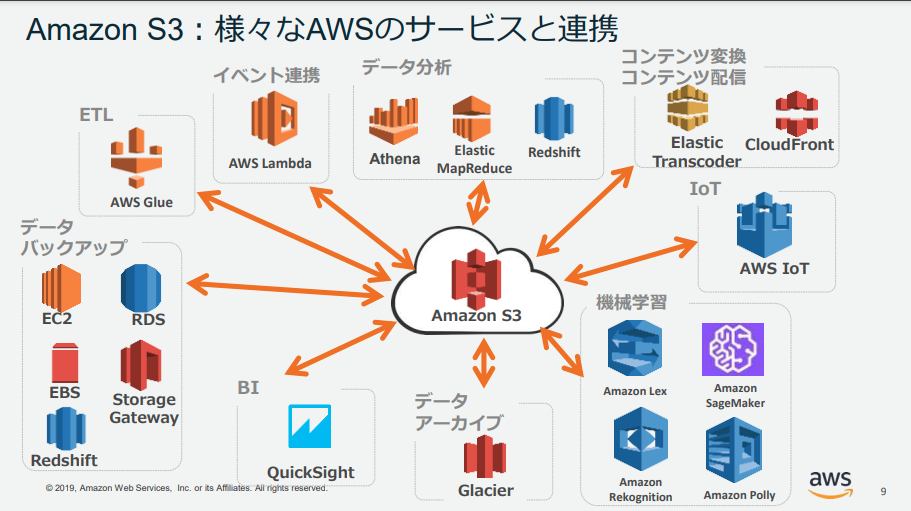 Amazon S3：様々なAWSのサービスと連携
ETL
AWS Glue
イベント連携
AWS Lambda
データ分析
Athena
Elastic
MapReduce
Redshift
コンテンツ変換
コンテンツ配信
Elastic
Transcoder
CloudFront
IoT
AWS IoT
データ
バックアップ
EC2
RDS
EBS
Storage
Gateway
Redshift
Amazon S3
機械学習
Amazon Lex
Amazon
SageMaker
Amazon
Rekognition
Amazon Polly
BI
QuickSight
データ
アーカイブ
Glacier
© 2019, Amazon Web Services, Inc. or its Affiliates. All rights reserved.
aws
9